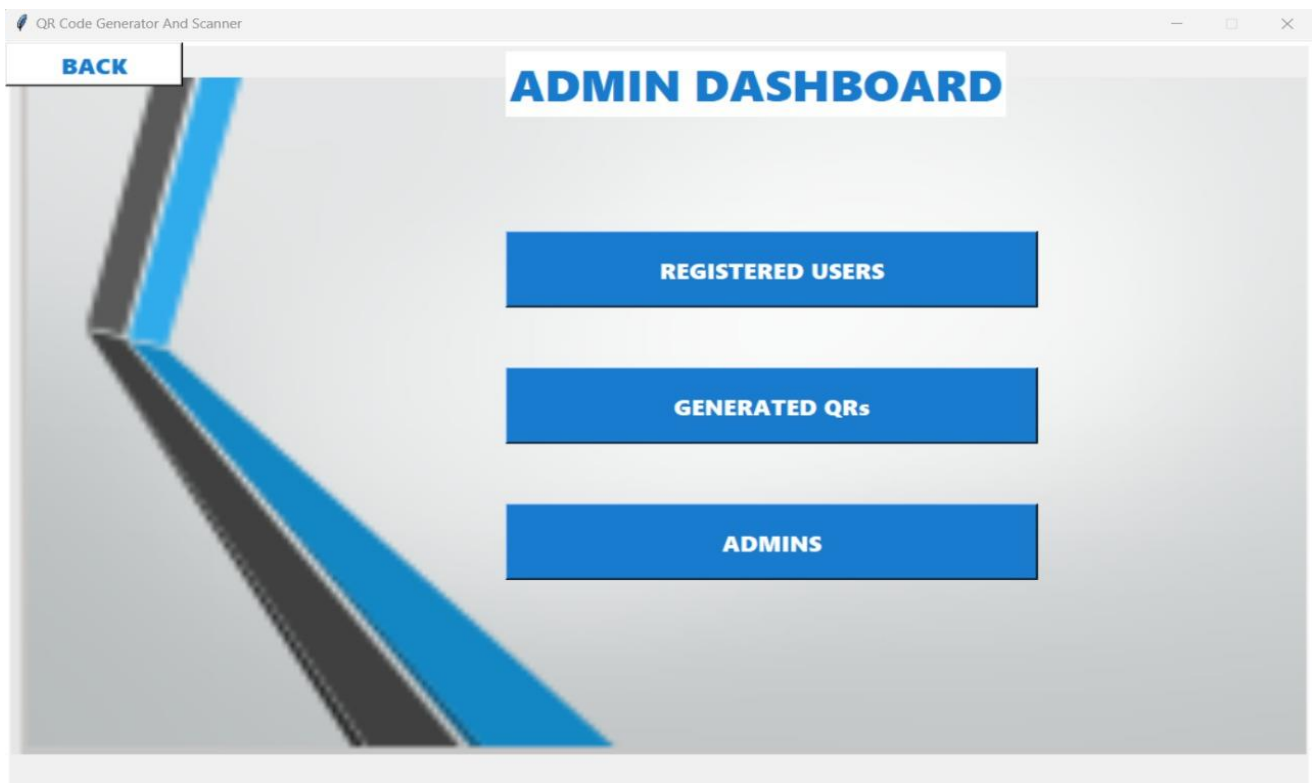 QR Code Generator And Scanner
BACK
ADMIN DASHBOARD
REGISTERED USERS
GENERATED QRs
ADMINS